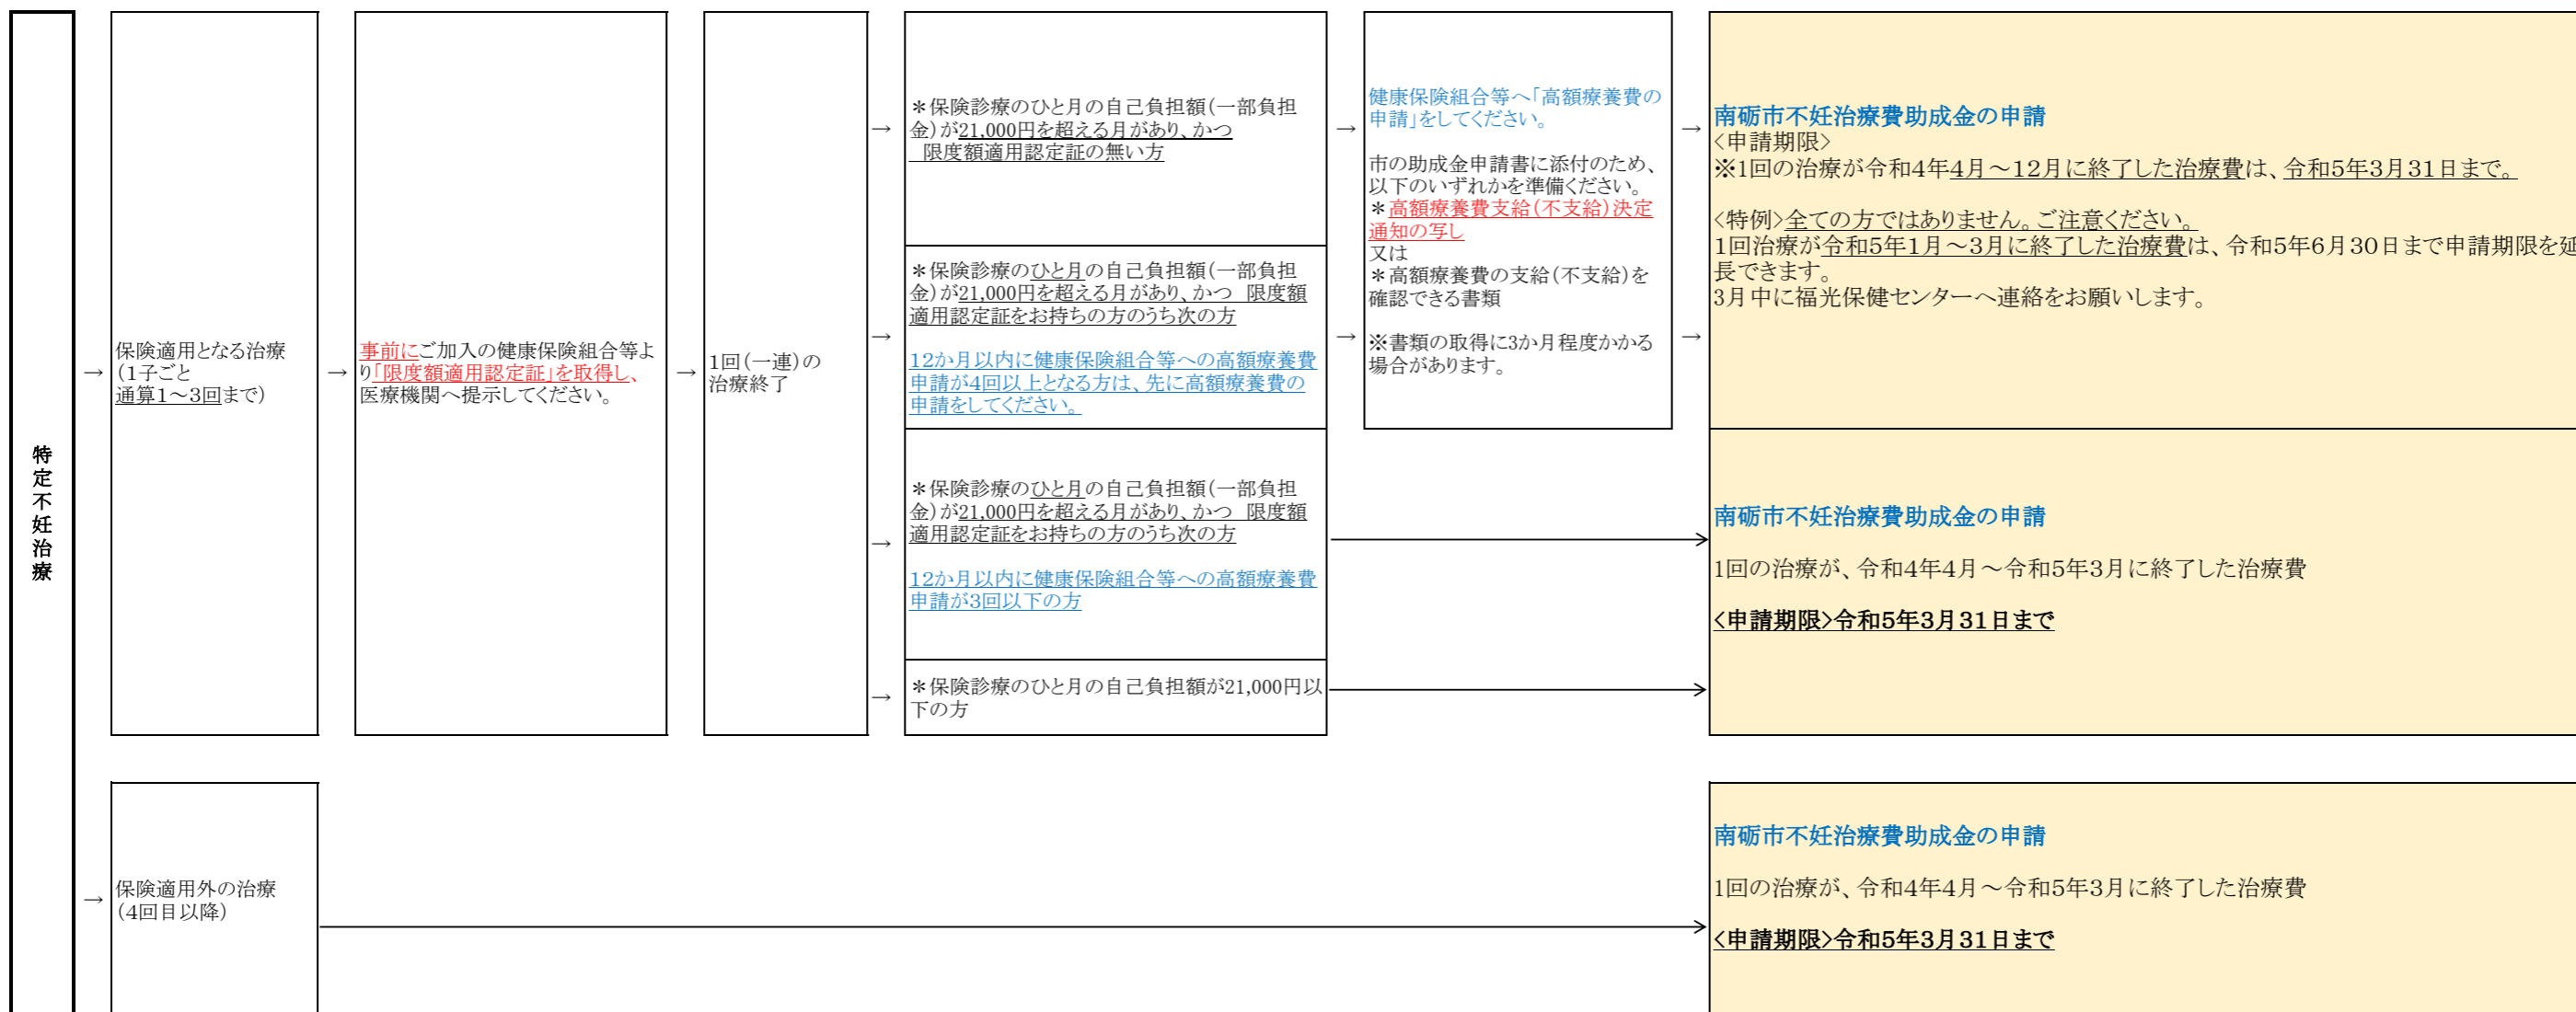 特定不妊治療
→
保険適用となる治療
(1子ごと
通算1～3回まで)
→
事前にご加入の健康保険組合等よ
り「限度額適用認定証」を取得し、
医療機関へ提示してください。
→
1回(一連)の
治療終了
→
＊保険診療のひと月の自己負担額(一部負担
金)が21,000円を超える月があり、かつ
限度額適用認定証の無い方
→
＊保険診療のひと月の自己負担額(一部負担
金)が21,000円を超える月があり、かつ　限度額
適用認定証をお持ちの方のうち次の方
12か月以内に健康保険組合等への高額療養費
申請が4回以上となる方は、先に高額療養費の
申請をしてください。
→
＊保険診療のひと月の自己負担額(一部負担
金)が21,000円を超える月があり、かつ　限度額
適用認定証をお持ちの方のうち次の方
12か月以内に健康保険組合等への高額療養費
申請が3回以下の方
→
＊保険診療のひと月の自己負担額が21,000円以
下の方
→
→
健康保険組合等へ「高額療養費の
申請」をしてください。
市の助成金申請書に添付のため、
以下のいずれかを準備ください。
＊高額療養費支給(不支給)決定
通知の写し
又は
＊高額療養費の支給(不支給)を
確認できる書類
※書類の取得に3か月程度かかる
場合があります。
→
→
南砺市不妊治療費助成金の申請
<申請期限>
※1回の治療が令和4年4月～12月に終了した治療費は、令和5年3月31日まで。
<特例>全ての方ではありません。ご注意ください。
1回治療が令和5年1月～3月に終了した治療費は、令和5年6月30日まで申請期限を延
長できます。
3月中に福光保健センターへ連絡をお願いします。
南砺市不妊治療費助成金の申請
1回の治療が、令和4年4月～令和5年3月に終了した治療費
<申請期限>令和5年3月31日まで
→
保険適用外の治療
(4回目以降)
南砺市不妊治療費助成金の申請
1回の治療が、令和4年4月～令和5年3月に終了した治療費
<申請期限>令和5年3月31日まで